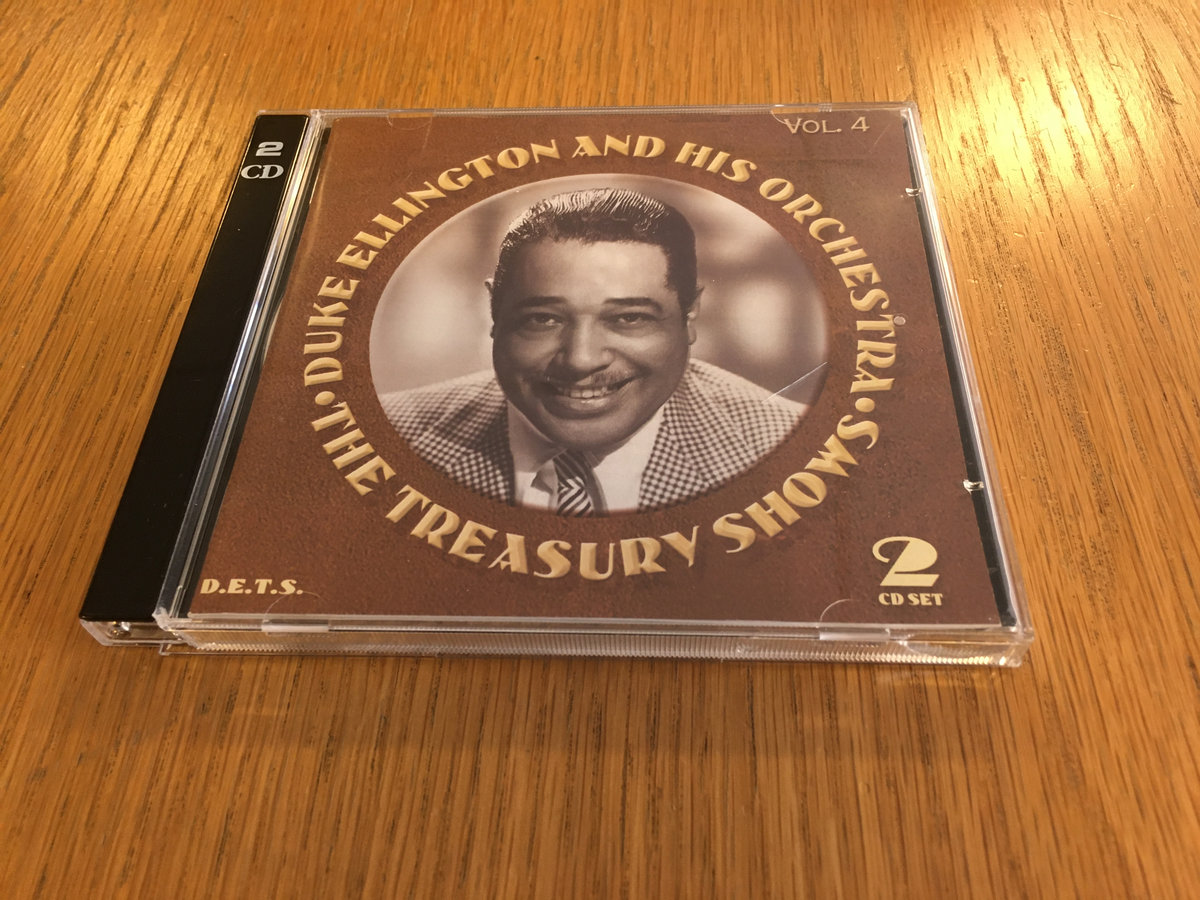 2
CD
VOL. 4
DUKE ELLINGTON AND HIS ORCHESTRA •
THE TREASURY SHOWS •
D.E.T.S.
2
CD SET